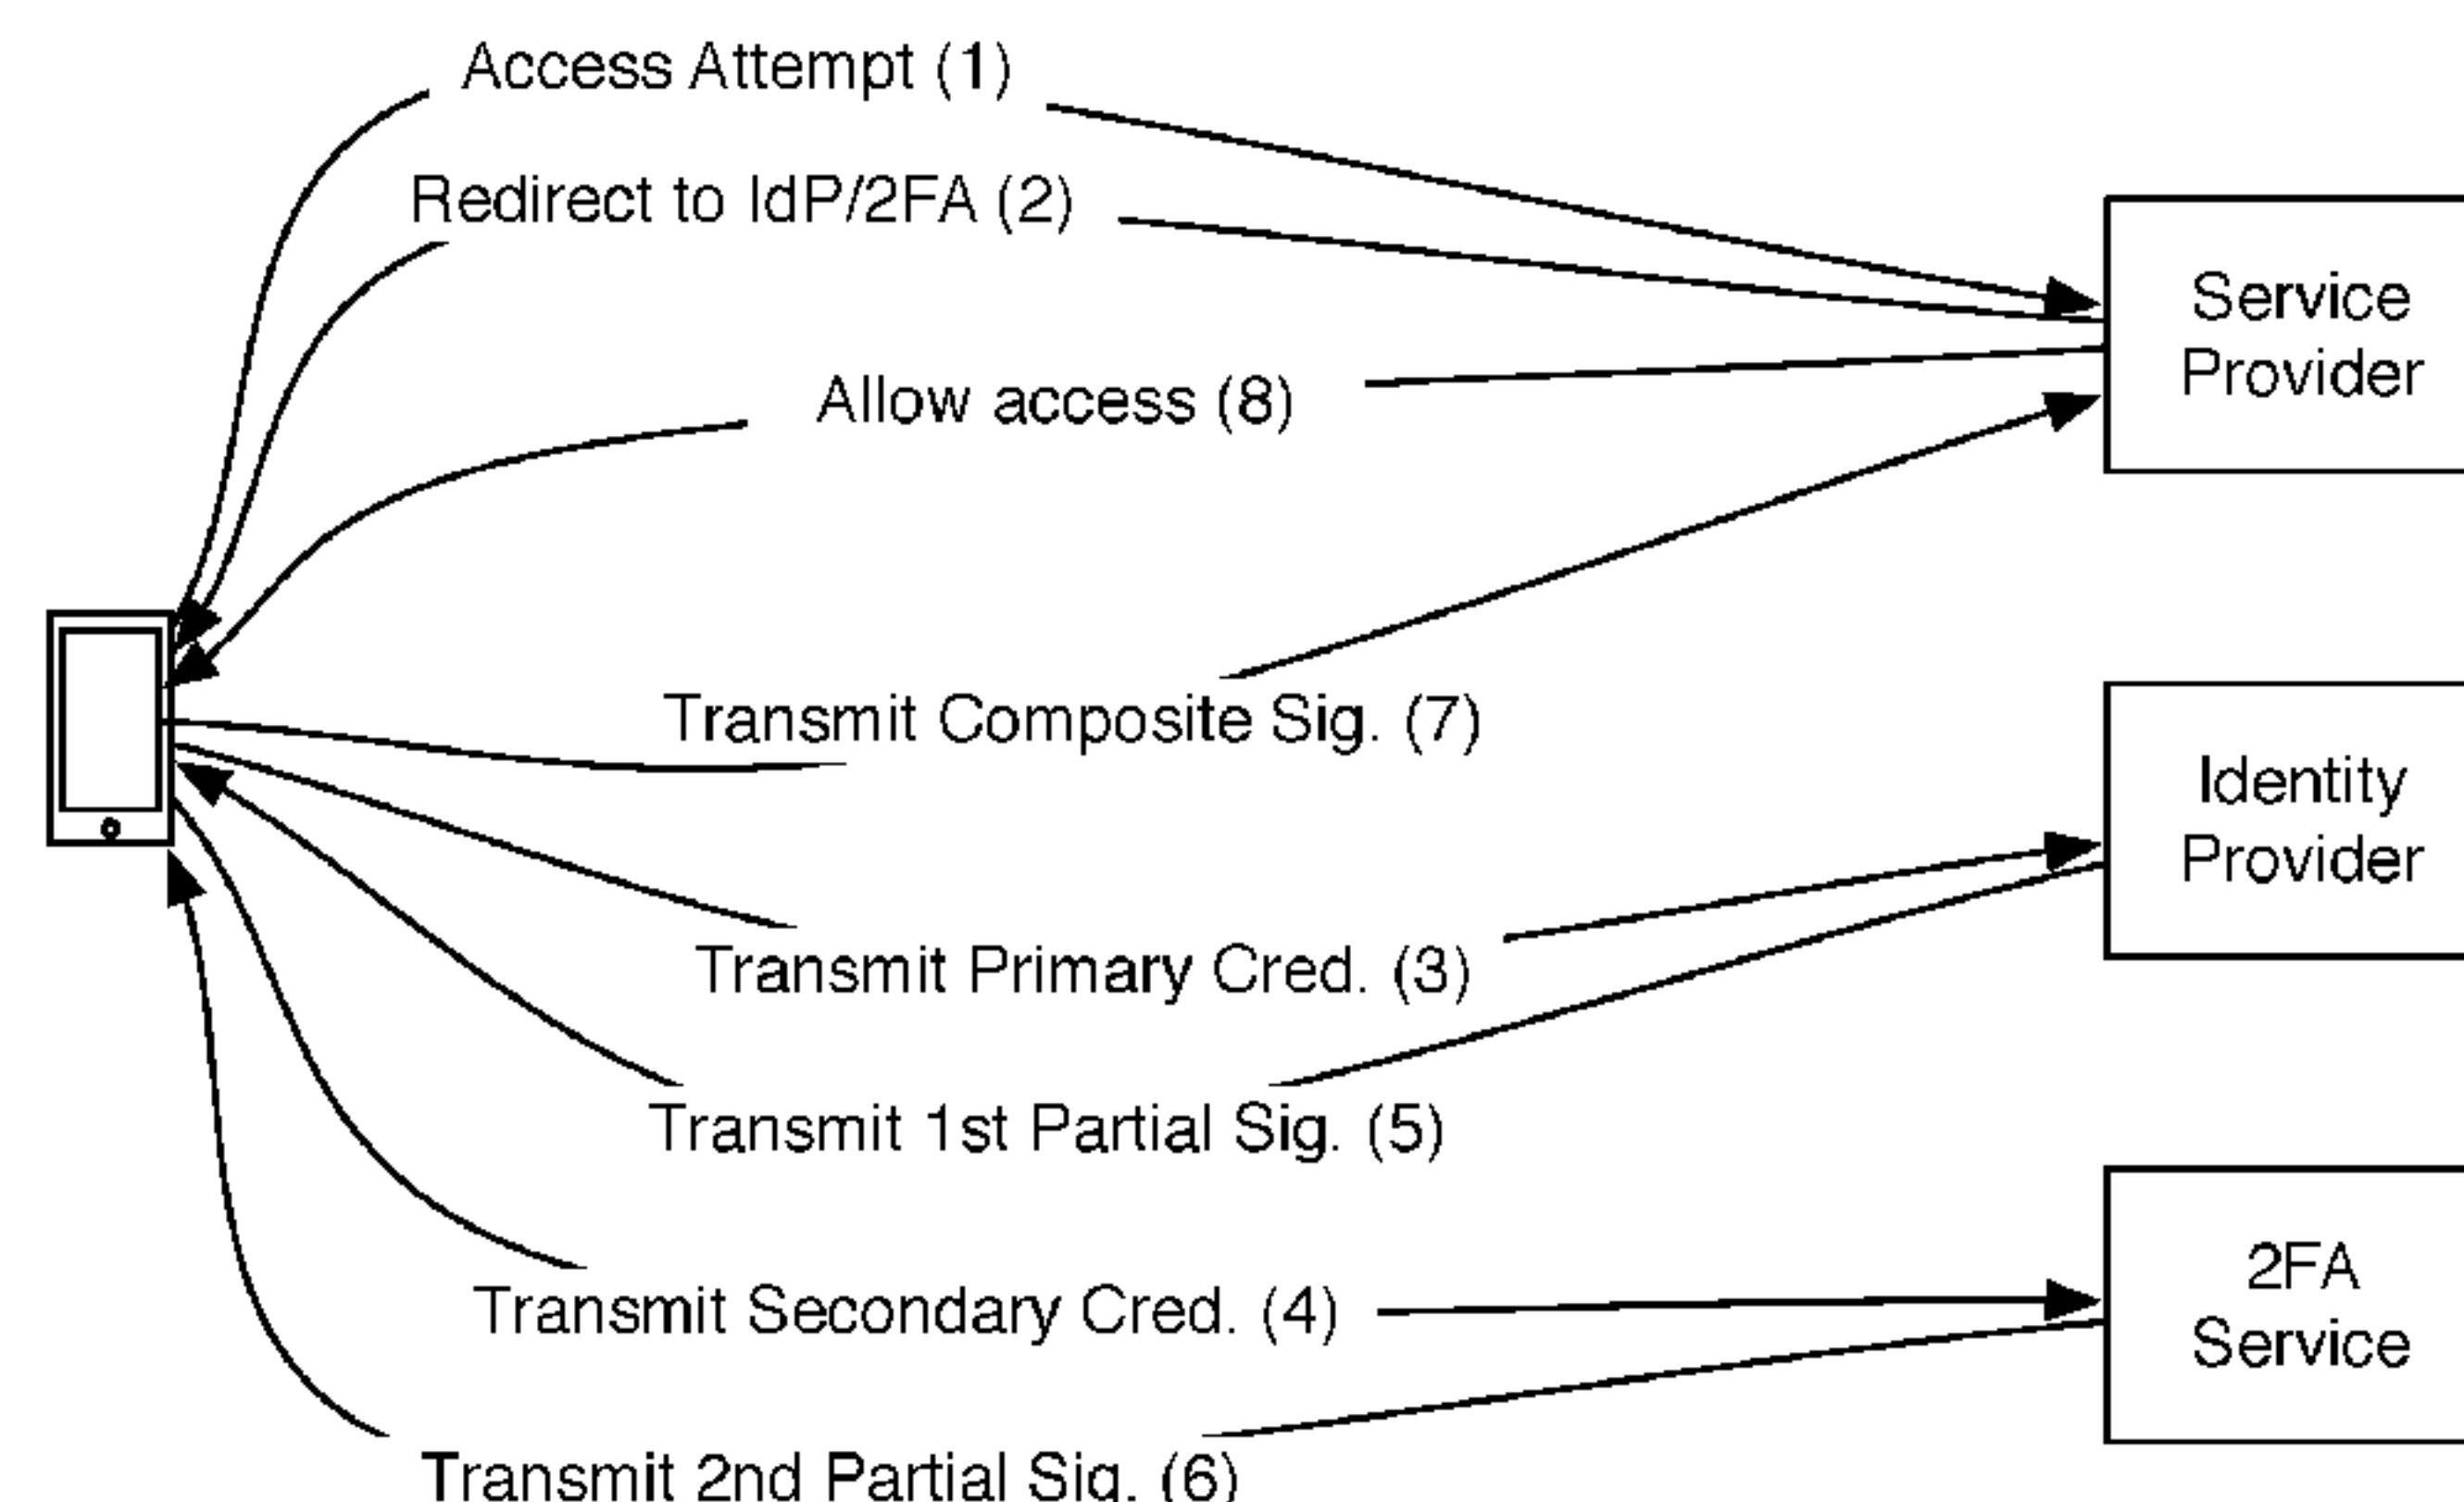 Access Attempt (1)
Redirect to IdP/2FA (2)
Service
Provider
Allow access (8)
Transmit Composite Sig. (7)
Identity
Provider
Transmit Primary Cred. (3)
Transmit 1st Partial Sig. (5)
2FA
Service
Transmit Secondary Cred. (4)
Transmit 2nd Partial Sig. (6)